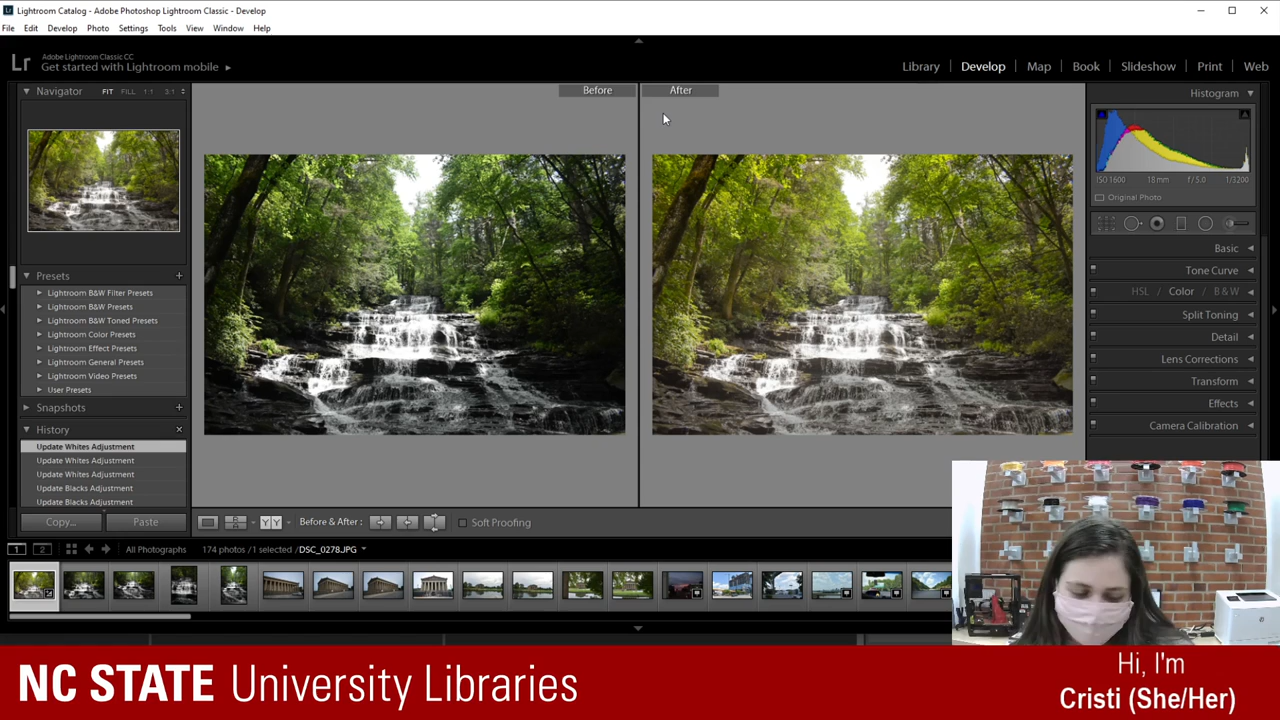 Lightroom Catalog - Adobe Photoshop Lightroom Classic - Develop
File Edit Develop Photo Settings Tools View Window Help
Lr
Adobe Lightroom Classic CC
Get started with Lightroom mobile
Library | Develop | Map | Book | Slideshow | Print | Web
Navigator FIT FILL 1:1 3:1
Before
After
Histogram
ISO 1600 18 mm f / 5.0 1/3200
Original Photo
Basic
Presets +
Tone Curve
Lightroom B&W Filter Presets
HSL / Color / B & W
Lightroom B&W Presets
Lightroom B&W Toned Presets
Split Toning
Lightroom Color Presets
Detail
Lightroom Effect Presets
Lightroom General Presets
Lens Corrections
Lightroom Video Presets
Transform
User Presets
Snapshots +
Effects
History
Camera Calibration
Update Whites Adjustment
Update Whites Adjustment
Update Whites Adjustment
Update Blacks Adjustment
Update Blacks Adjustment
Copy... Paste
YY Before & After : Soft Proofing
1 2 All Photographs 174 photos / 1 selected / DSC_0278.JPG
NC STATE University Libraries
Hi, I'm
Cristi (She/Her)